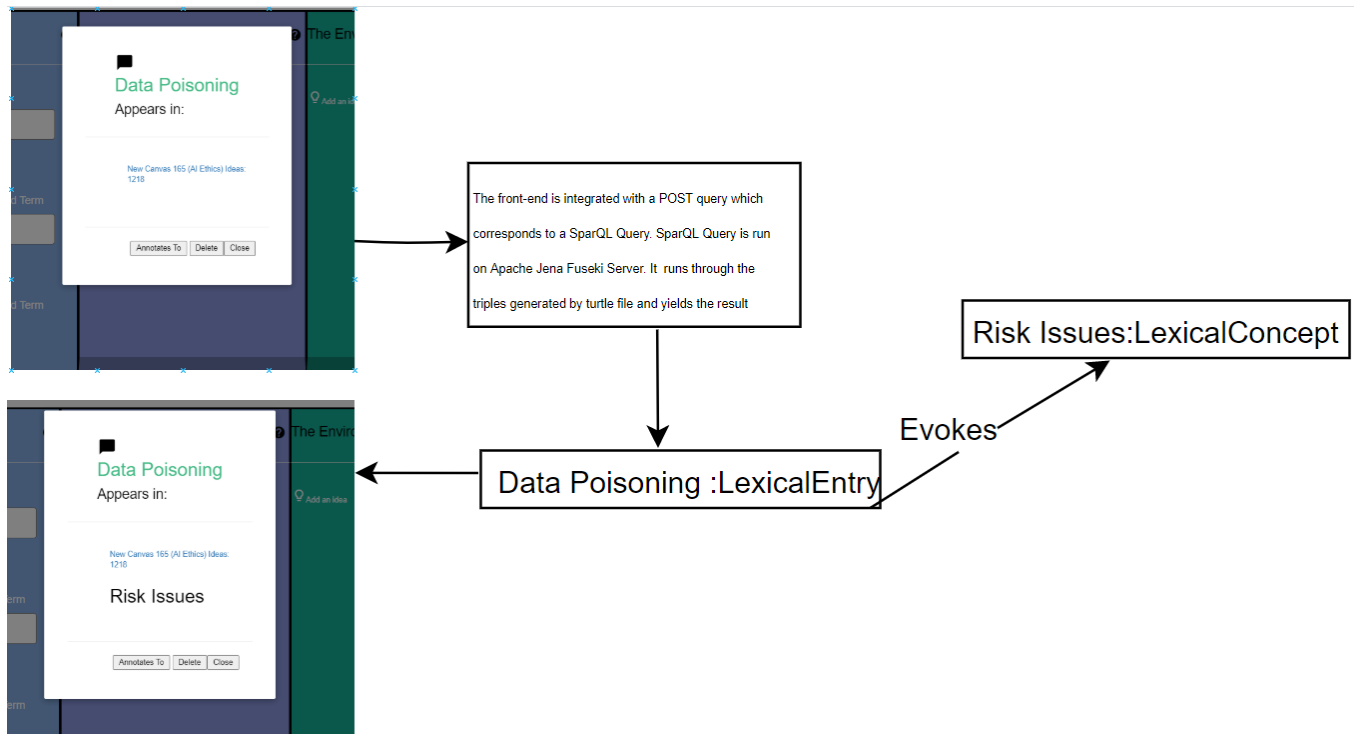 The En
Data Poisoning
Appears in:
Add an id
New Canvas 165 (AI Ethics) Ideas:
1218
d Term
Annotates To Delete Close
d Term
The front-end is integrated with a POST query which
corresponds to a SparQL Query. SparQL Query is run
on Apache Jena Fuseki Server. It runs through the
triples generated by turtle file and yields the result
Risk Issues:LexicalConcept
Evokes
Data Poisoning :LexicalEntry
The Enviro
Data Poisoning
Appears in:
Add an idea
New Canvas 165 (AI Ethics) Ideas:
1218
Risk Issues
erm
Annotates To Delete Close
erm